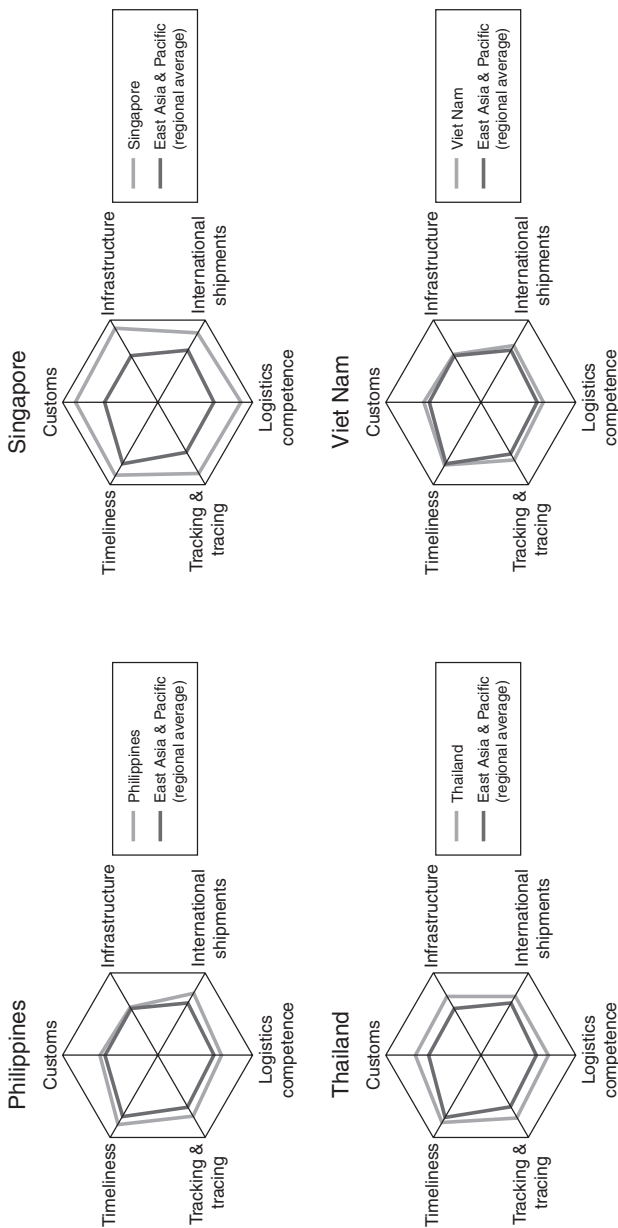 Philippines
Customs
Infrastructure
International
shipments
Logistics
competence
Tracking &
tracing
Timeliness
Philippines
East Asia & Pacific
(regional average)
Singapore
Customs
Infrastructure
International
shipments
Logistics
competence
Tracking &
tracing
Timeliness
Singapore
East Asia & Pacific
(regional average)
Thailand
Customs
Infrastructure
International
shipments
Logistics
competence
Tracking &
tracing
Timeliness
Thailand
East Asia & Pacific
(regional average)
Viet Nam
Customs
Infrastructure
International
shipments
Logistics
competence
Tracking &
tracing
Timeliness
Viet Nam
East Asia & Pacific
(regional average)